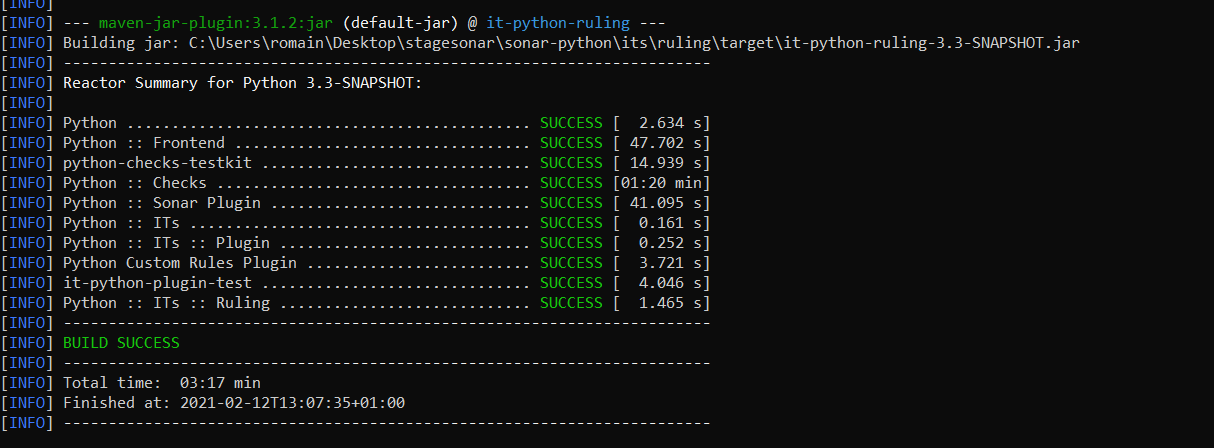 [INFO]
[INFO] --- maven-jar-plugin:3.1.2:jar (default-jar) @ it-python-ruling ---
[INFO] Building jar: C:\Users\romain\Desktop\stagesonar\sonar-python\its\ruling\target\it-python-ruling-3.3-SNAPSHOT.jar
[INFO] ------------------------------------------------------------------------
[INFO] Reactor Summary for Python 3.3-SNAPSHOT:
[INFO]
[INFO] Python ............................................. SUCCESS [  2.634 s]
[INFO] Python :: Frontend ................................. SUCCESS [ 47.702 s]
[INFO] python-checks-testkit .............................. SUCCESS [ 14.939 s]
[INFO] Python :: Checks ................................... SUCCESS [01:20 min]
[INFO] Python :: Sonar Plugin ............................. SUCCESS [ 41.095 s]
[INFO] Python :: ITs ...................................... SUCCESS [  0.161 s]
[INFO] Python :: ITs :: Plugin ............................ SUCCESS [  0.252 s]
[INFO] Python Custom Rules Plugin ......................... SUCCESS [  3.721 s]
[INFO] it-python-plugin-test .............................. SUCCESS [  4.046 s]
[INFO] Python :: ITs :: Ruling ............................ SUCCESS [  1.465 s]
[INFO] ------------------------------------------------------------------------
[INFO] BUILD SUCCESS
[INFO] ------------------------------------------------------------------------
[INFO] Total time:  03:17 min
[INFO] Finished at: 2021-02-12T13:07:35+01:00
[INFO] ------------------------------------------------------------------------